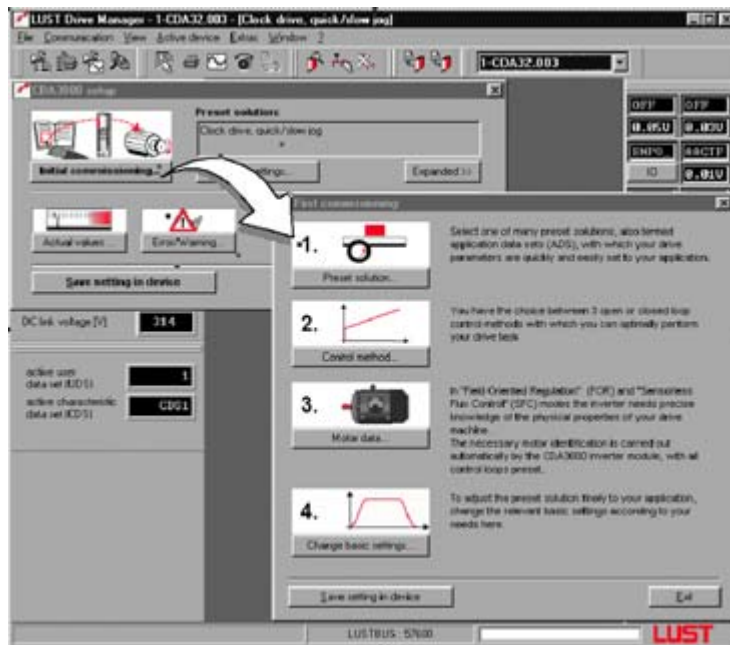 LUST Drive Manager - 1-CDA32.003 - [Clock drive, quick/slow jog]
File Communication View Active device Extras Window ?
1-CDA32.003
CDA3000 setup
Preset solutions
Clock drive, quick/slow jog
Initial commissioning...
Expanded >>
Actual values ...
Error/Warning...
Save setting in device
DC link voltage [V] 314
active user
data set (UDS) 1
active characteristic
data set (CDS) CDS1
OFF OFF
0.05U 0.03U
IO 0.01U
First commissioning
1.
Preset solution...
Select one of many preset solutions, also termed
application data sets (ADS), with which your drive
parameters are quickly and easily set to your application.
2.
Control method...
You have the choice between 3 open or closed loop
control methods with which you can optimally perform
your drive task
3.
Motor data...
In "Field Oriented Regulation" (FOR) and "Sensorless
Flux Control" (SFC) modes the inverter needs precise
knowledge of the physical properties of your drive
machine.
The necessary motor identification is carried out
automatically by the CDA3000 inverter module, with all
control loops preset.
4.
Change basic settings...
To adjust the preset solution finely to your application,
change the relevant basic settings according to your
needs here.
Save setting in device
Exit
LUSTBUS : 57600
LUST